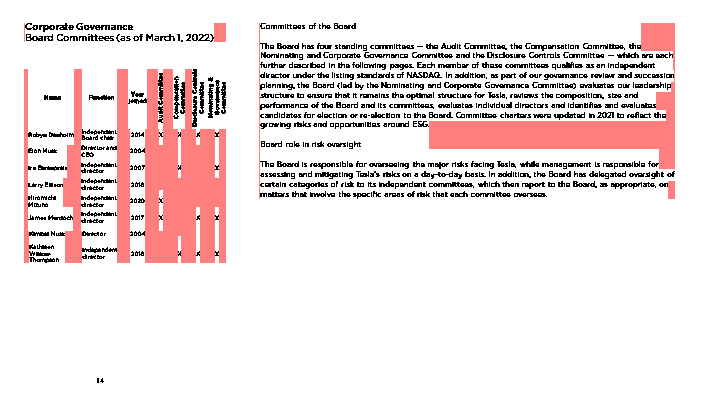 Corporate Governance
Board Committees (as of March 1, 2022)
Name Function Year joined Audit Committee Compensation Committee Disclosure Controls Committee Nominating & Governance Committee
Robyn Denholm Independent Board chair 2014 X X X X
Elon Musk Director and CEO 2004
Ira Ehrenpreis Independent director 2007 X X
Larry Ellison Independent director 2018
Hiromichi Mizuno Independent director 2020 X
James Murdoch Independent director 2017 X X X
Kimbal Musk Director 2004
Kathleen Wilson-Thompson Independent director 2018 X X X
14
Committees of the Board
The Board has four standing committees — the Audit Committee, the Compensation Committee, the
Nominating and Corporate Governance Committee and the Disclosure Controls Committee — which are each
further described in the following pages. Each member of these committees qualifies as an independent
director under the listing standards of NASDAQ. In addition, as part of our governance review and succession
planning, the Board (led by the Nominating and Corporate Governance Committee) evaluates our leadership
structure to ensure that it remains the optimal structure for Tesla, reviews the composition, size and
performance of the Board and its committees, evaluates individual directors and identifies and evaluates
candidates for election or re-election to the Board. Committee charters were updated in 2021 to reflect the
growing risks and opportunities around ESG.
Board role in risk oversight
The Board is responsible for overseeing the major risks facing Tesla, while management is responsible for
assessing and mitigating Tesla's risks on a day-to-day basis. In addition, the Board has delegated oversight of
certain categories of risk to its independent committees, which then report to the Board, as appropriate, on
matters that involve the specific areas of risk that each committee oversees.